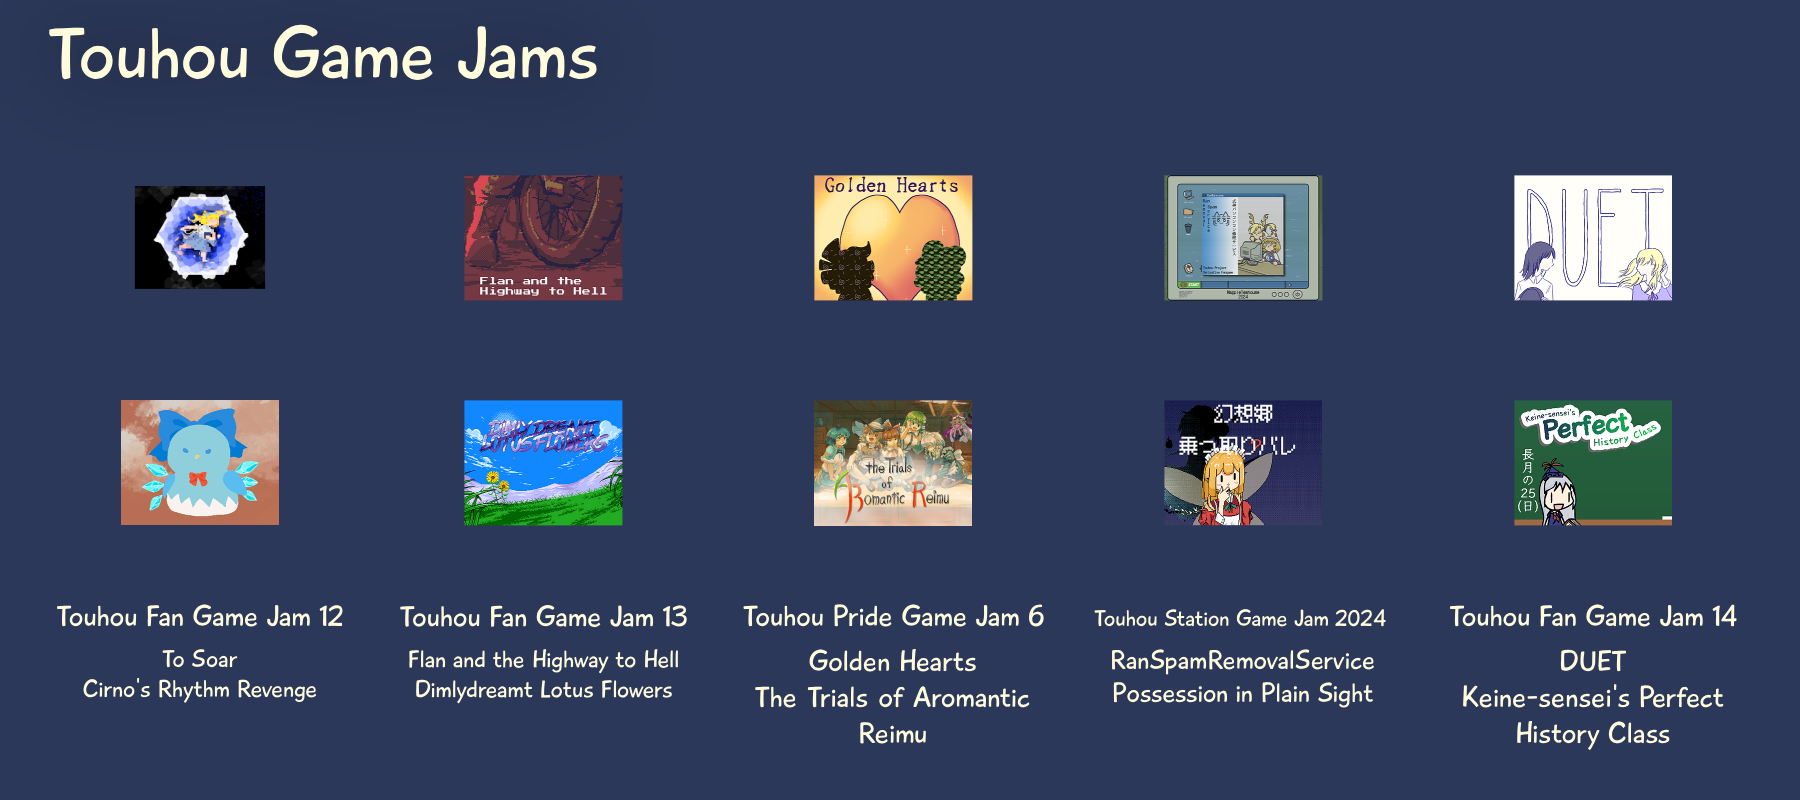 Touhou Game Jams
Flan and the
Highway to Hell
Golden Hearts
START
2024
DUET
DIMLYDREAMT
LOTUSFLOWERS
the Trials
of
ARomantic Reimu
幻想郷
乗っ取りバレ
Keine-sensei's
Perfect
History Class
長月の25(日)
Touhou Fan Game Jam 12
To Soar
Cirno's Rhythm Revenge
Touhou Fan Game Jam 13
Flan and the Highway to Hell
Dimlydreamt Lotus Flowers
Touhou Pride Game Jam 6
Golden Hearts
The Trials of Aromantic
Reimu
Touhou Station Game Jam 2024
RanSpamRemovalService
Possession in Plain Sight
Touhou Fan Game Jam 14
DUET
Keine-sensei's Perfect
History Class